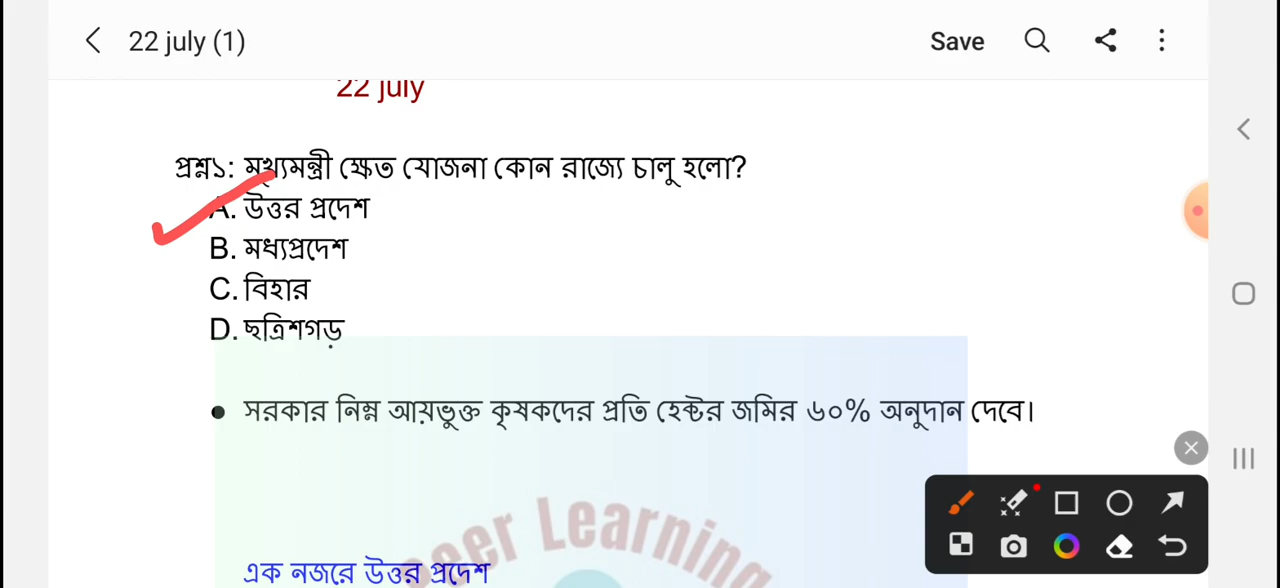 22 july (1)
Save
22 july
প্রশ্ন১: মুখ্যমন্ত্রী ক্ষেত যোজনা কোন রাজ্যে চালু হলো?
A. উত্তর প্রদেশ
B. মধ্যপ্রদেশ
C. বিহার
D. ছত্রিশগড়
● সরকার নিম্ন আয়ভুক্ত কৃষকদের প্রতি হেক্টর জমির ৬০% অনুদান দেবে।
eer Learning
এক নজরে উত্তর প্রদেশ